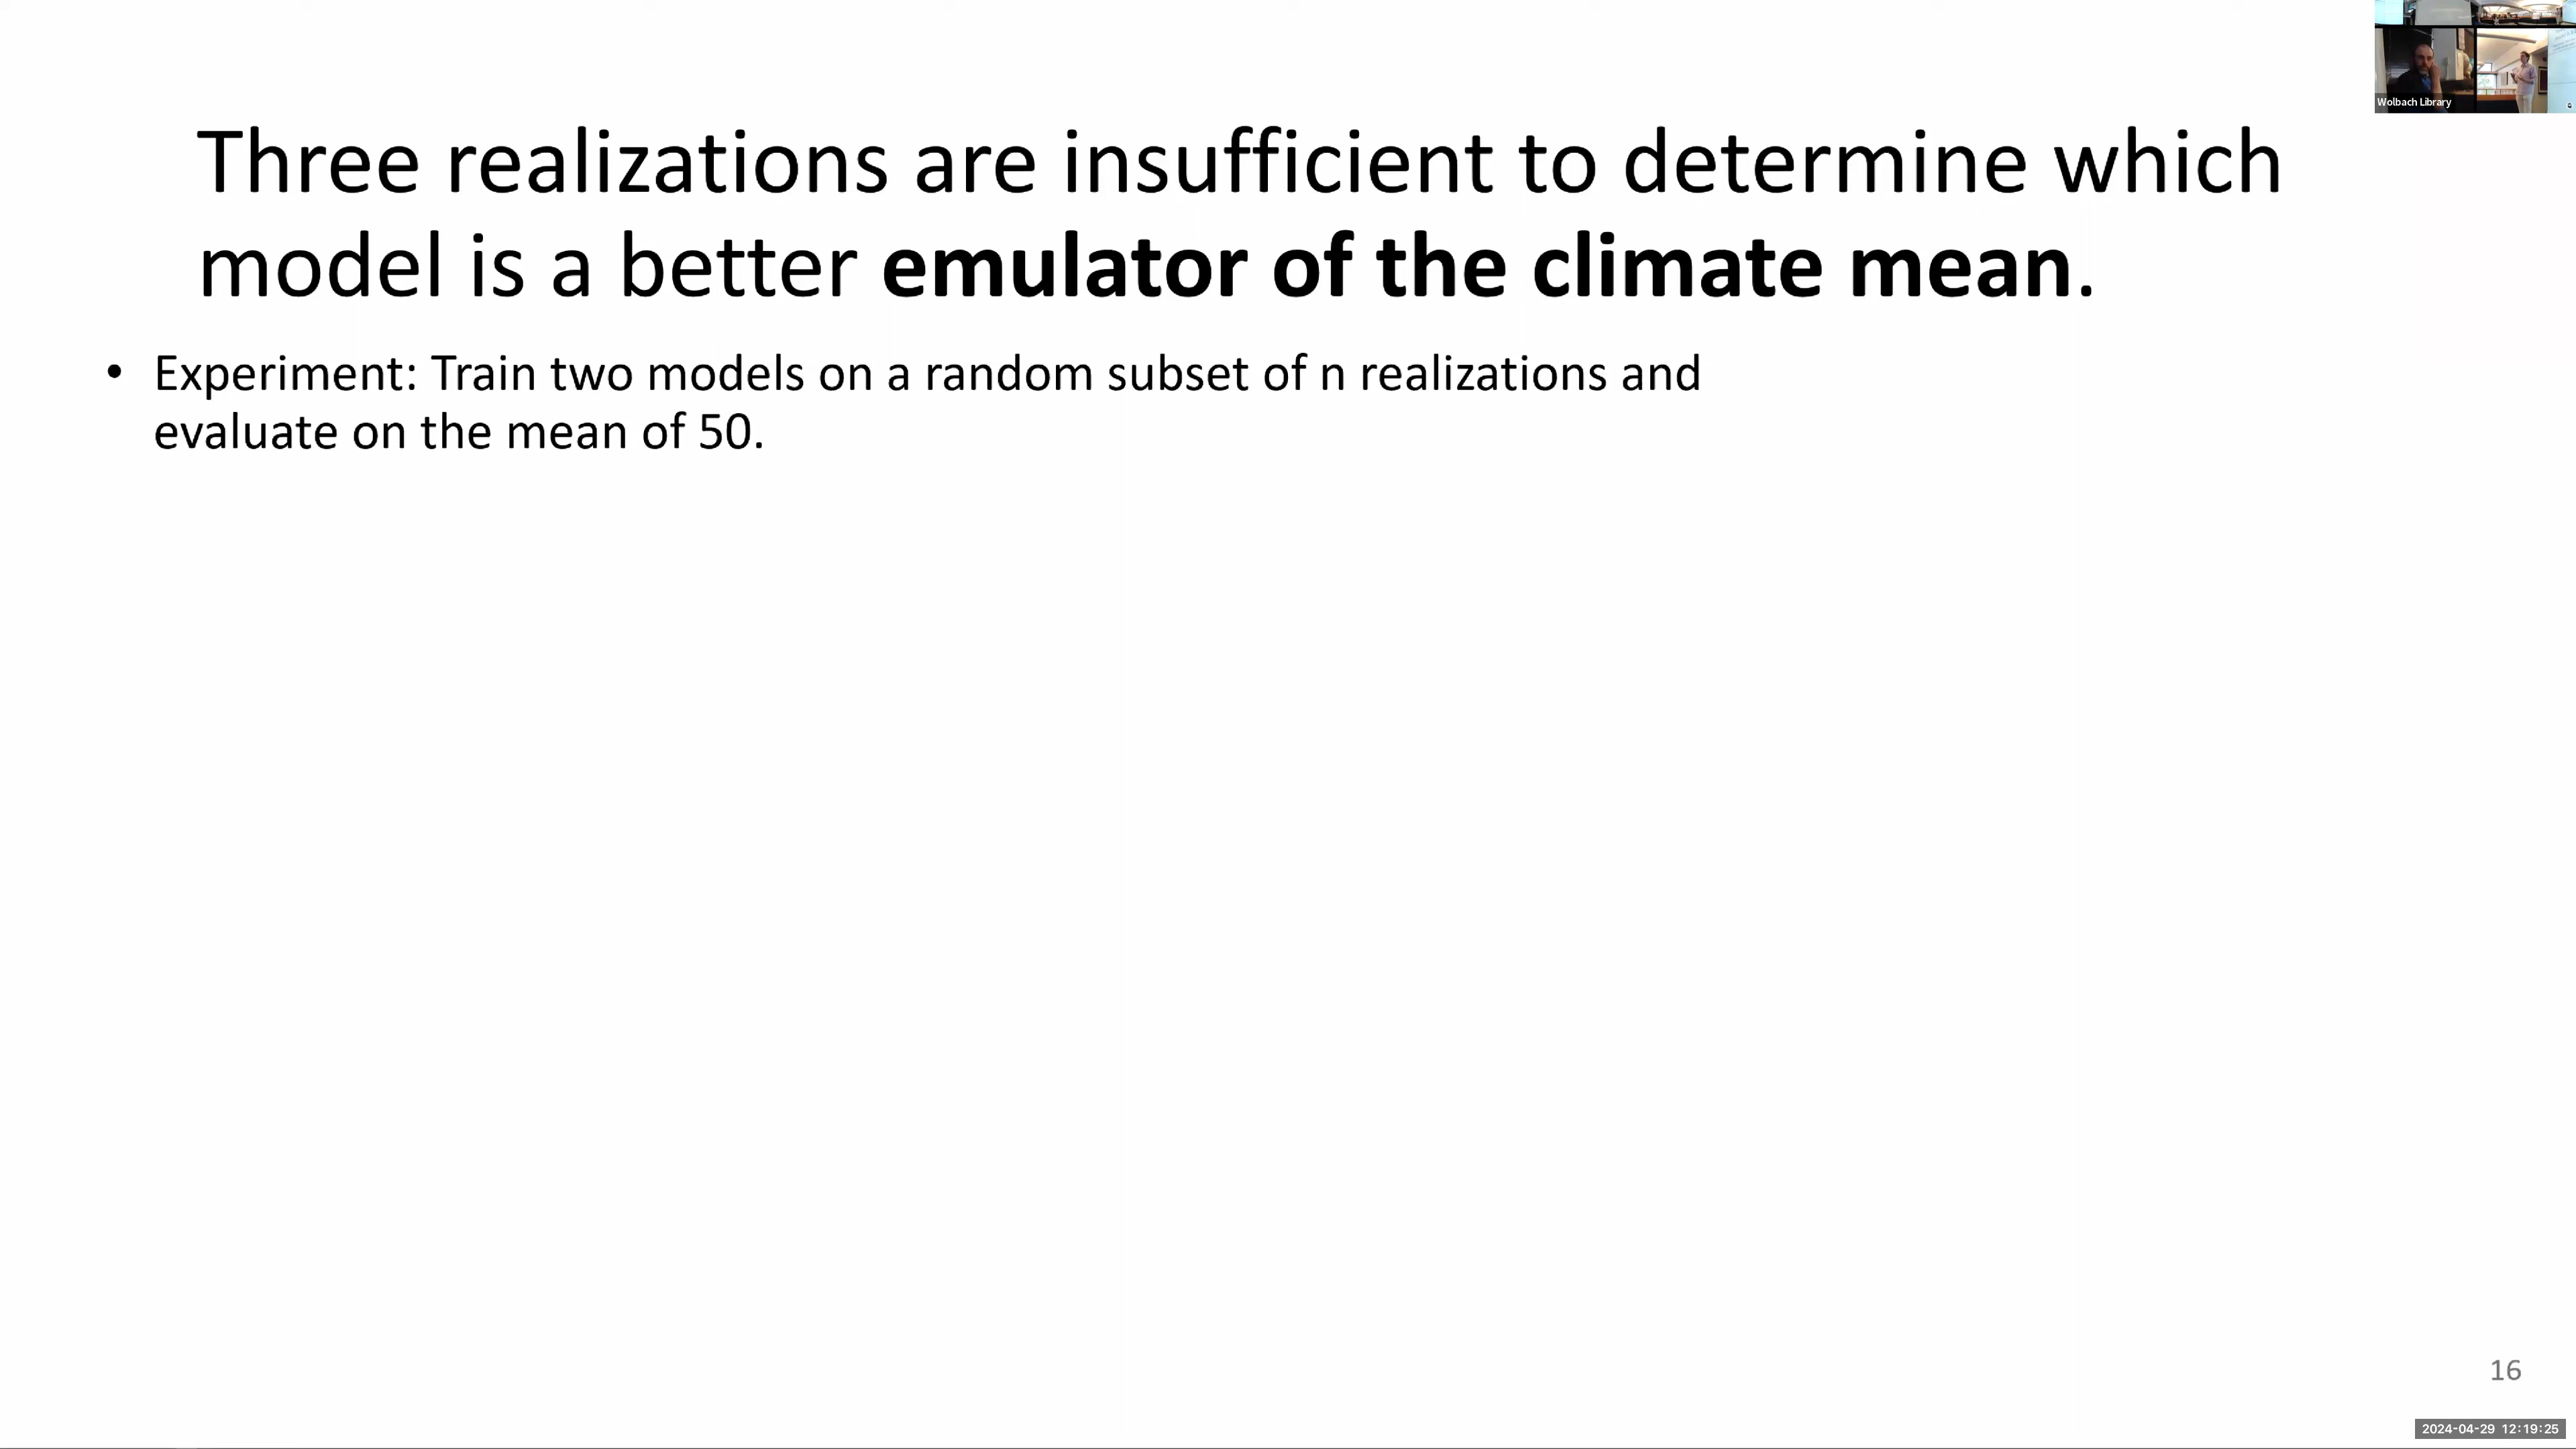 Wolbach Library
Three realizations are insufficient to determine which
model is a better emulator of the climate mean.
• Experiment: Train two models on a random subset of n realizations and
evaluate on the mean of 50.
16
2024-04-29 12:19:25